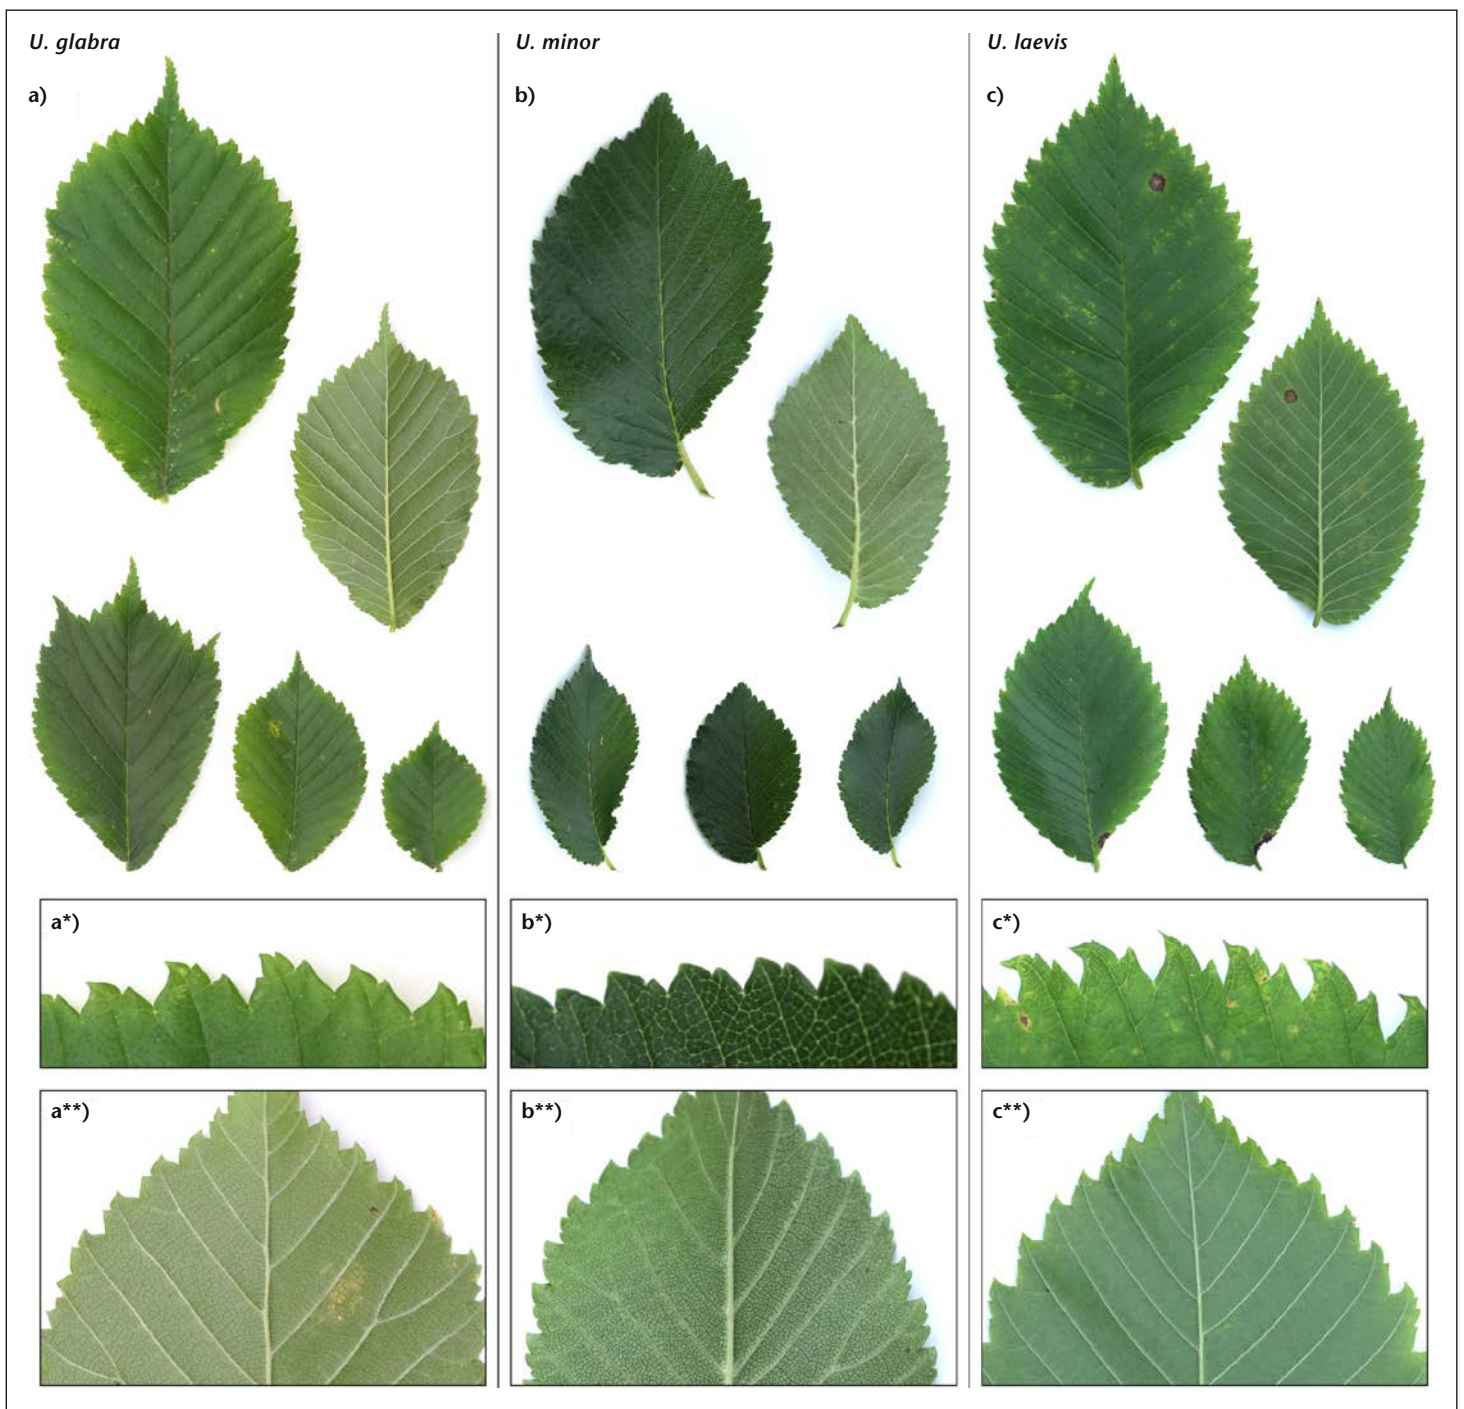 U. glabra
a)
U. minor
b)
U. laevis
c)
a*)
b*)
c*)
a**)
b**)
c**)